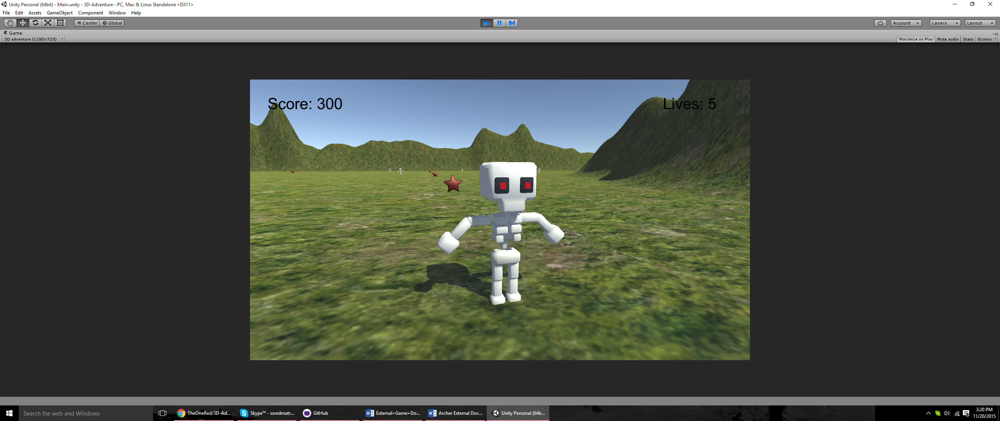 Unity Personal (64bit) - Main.unity - 3D-Adventure - PC, Mac & Linux Standalone <DX11>
File Edit Assets GameObject Component Window Help
Center Global Account Layers Layout
Game
3D adventure (1280x720) Maximize on Play Mute audio Stats Gizmos
Score: 300 Lives: 5
Search the web and Windows TheOneRed/3D-Ad... Skype™ - xxredmatr... GitHub External+Game+Do... Archer External Doc... Unity Personal (64b...
3:20 PM
11/20/2015